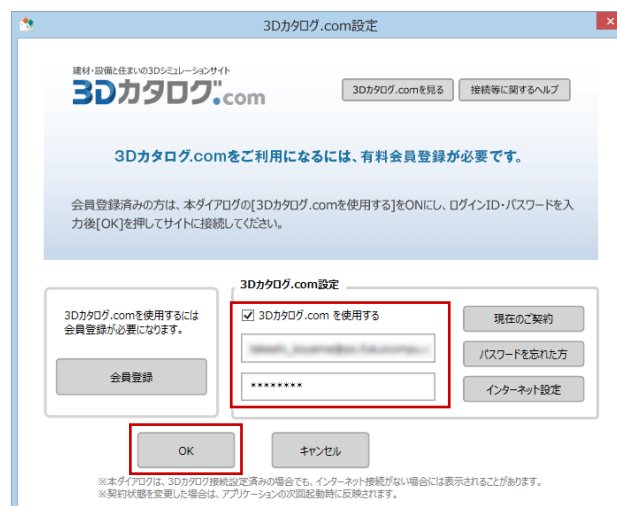 3Dカタログ.com設定
×
建材・設備と住まいの3Dシミュレーションサイト
3Dカタログ.com
3Dカタログ.comを見る
接続等に関するヘルプ
3Dカタログ.comをご利用になるには、有料会員登録が必要です。
会員登録済みの方は、本ダイアログの[3Dカタログ.comを使用する]をONにし、ログインID・パスワードを入
力後[OK]を押してサイトに接続してください。
3Dカタログ.comを使用するには
会員登録が必要になります。
会員登録
3Dカタログ.com設定
3Dカタログ.com を使用する
********
現在のご契約
パスワードを忘れた方
インターネット設定
OK
キャンセル
※本ダイアログは、3Dカタログ接続設定済みの場合でも、インターネット接続がない場合には表示されることがあります。
※契約状態を変更した場合は、アプリケーションの次回起動時に反映されます。